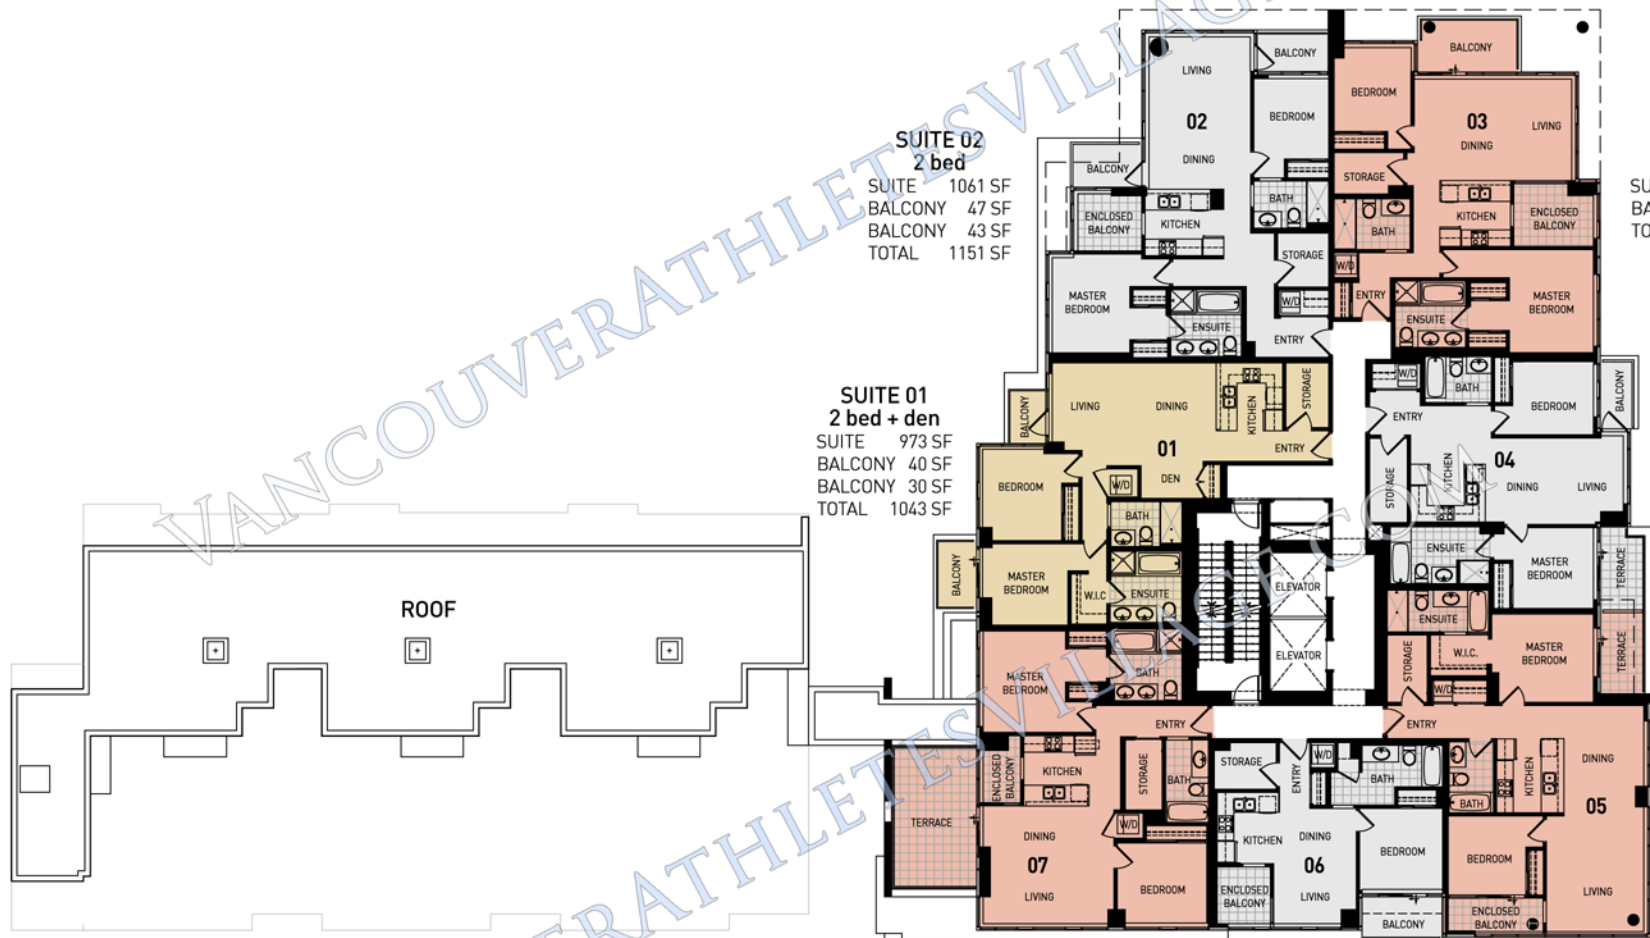 VANCOUVERATHLETESVILLAGE
SUITE 02
2 bed
SUITE 1061 SF
BALCONY 47 SF
BALCONY 43 SF
TOTAL 1151 SF
LIVING
BALCONY
BEDROOM
02
DINING
BALCONY
ENCLOSED
BALCONY
KITCHEN
BATH
STORAGE
MASTER
BEDROOM
W/D
ENSUITE
ENTRY
BALCONY
BEDROOM
03
LIVING
DINING
STORAGE
KITCHEN
ENCLOSED
BALCONY
BATH
W/D
ENTRY
MASTER
BEDROOM
ENSUITE
SU
BA
TO
SUITE 01
2 bed + den
SUITE 973 SF
BALCONY 40 SF
BALCONY 30 SF
TOTAL 1043 SF
BALCONY
LIVING
DINING
KITCHEN
STORAGE
01
ENTRY
BEDROOM
W/D
DEN
BATH
BALCONY
MASTER
BEDROOM
W.I.C
ENSUITE
W/D
BATH
BEDROOM
BALCONY
ENTRY
STORAGE
KITCHEN
04
DINING
LIVING
ENSUITE
MASTER
BEDROOM
TERRACE
ELEVATOR
ELEVATOR
ROOF
ENSUITE
STORAGE
W.I.C.
MASTER
BEDROOM
TERRACE
W/D
ENTRY
BATH
KITCHEN
DINING
05
BEDROOM
LIVING
ENCLOSED
BALCONY
MASTER
BEDROOM
BATH
ENTRY
ENCLOSED
BALCONY
KITCHEN
STORAGE
BATH
TERRACE
W/D
DINING
07
LIVING
BEDROOM
STORAGE
ENTRY
W/D
BATH
KITCHEN
DINING
06
BEDROOM
ENCLOSED
BALCONY
LIVING
BALCONY
VANCOUVERATHLETESVILLAGE.COM